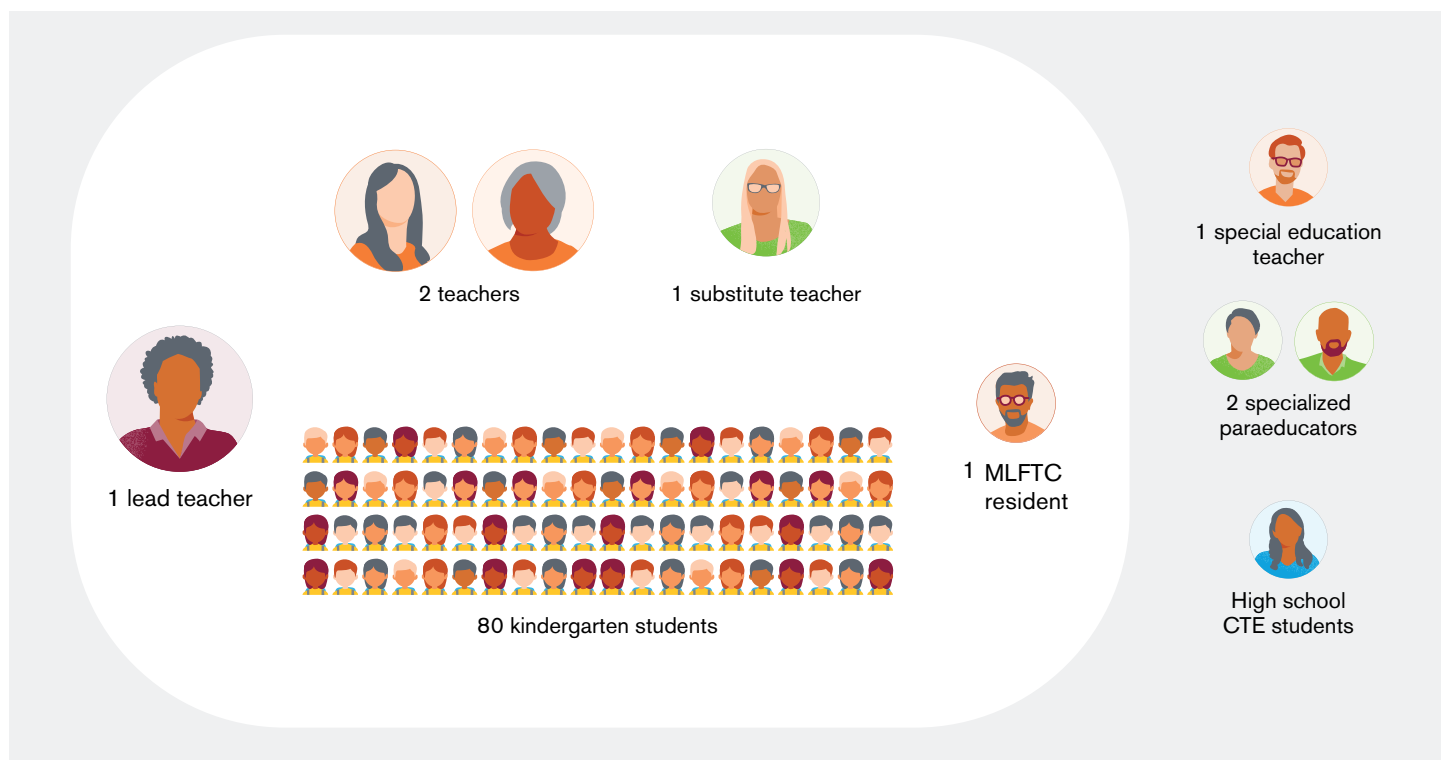 2 teachers
1 substitute teacher
1 lead teacher
1 MLFTC
resident
80 kindergarten students
1 special education
teacher
2 specialized
paraeducators
High school
CTE students